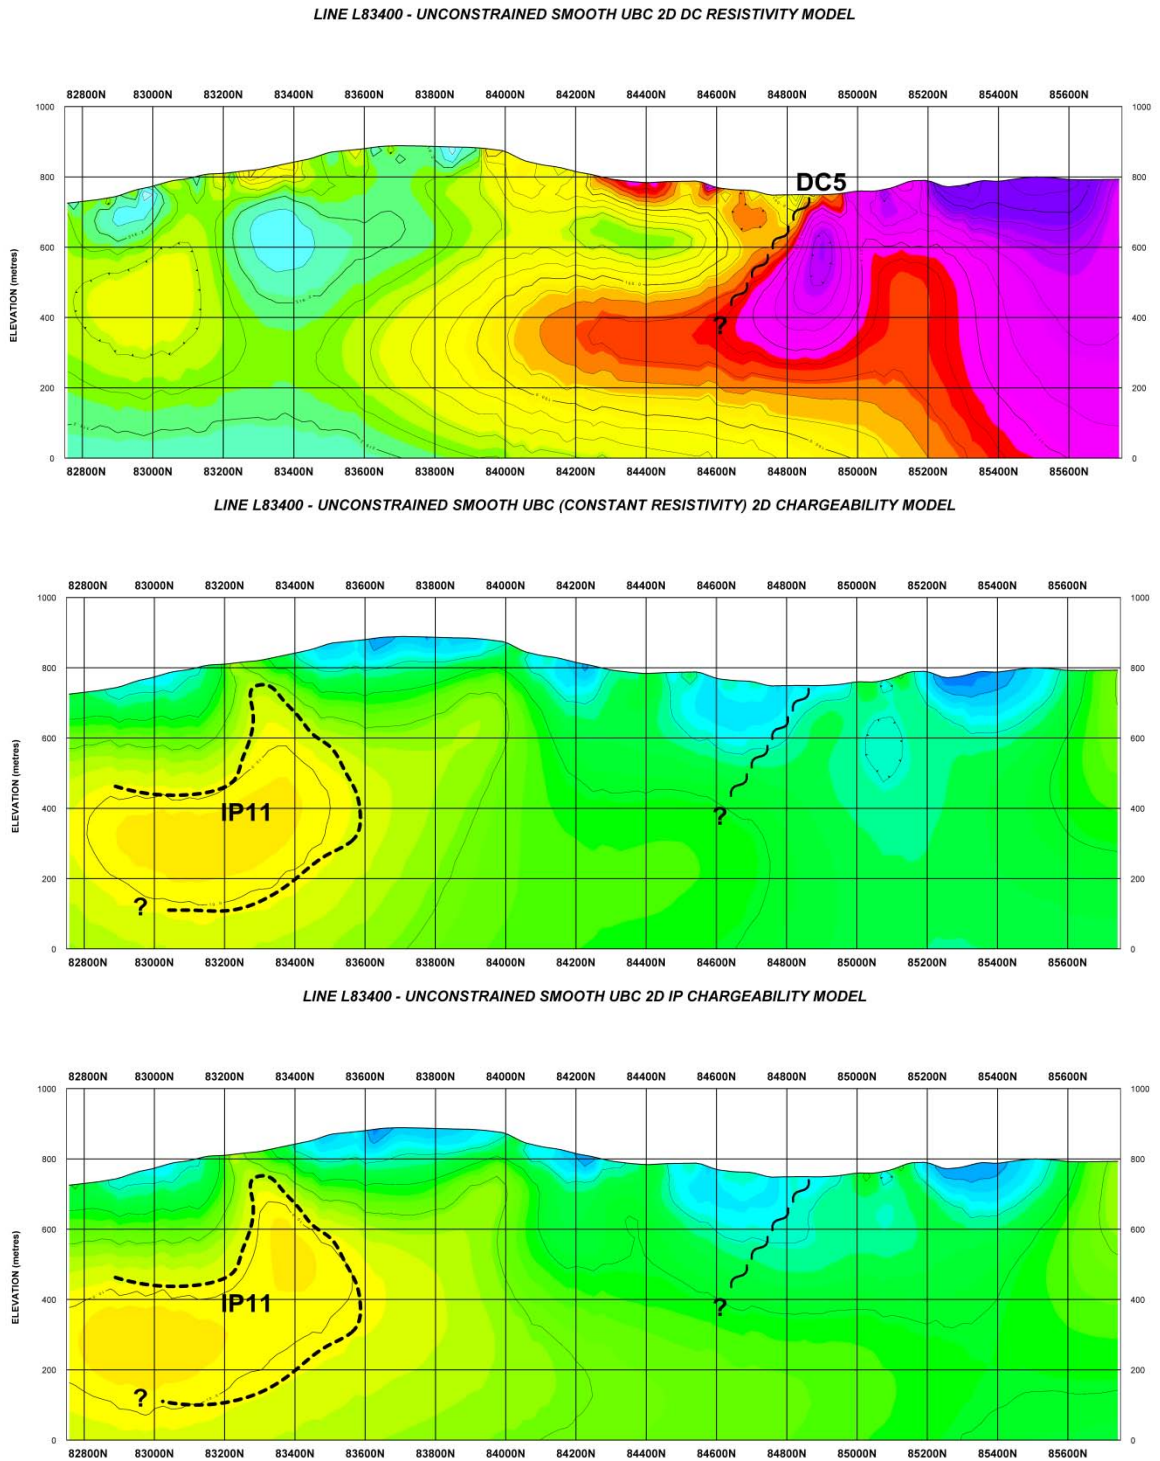 LINE L83400 - UNCONSTRAINED SMOOTH UBC 2D DC RESISTIVITY MODEL
82800N 83000N 83200N 83400N 83600N 83800N 84000N 84200N 84400N 84600N 84800N 85000N 85200N 85400N 85600N
1000 1000
800 DC5 800
600 600
ELEVATION (metres)
400 ? 400
200 200
0 0
82800N 83000N 83200N 83400N 83600N 83800N 84000N 84200N 84400N 84600N 84800N 85000N 85200N 85400N 85600N
LINE L83400 - UNCONSTRAINED SMOOTH UBC (CONSTANT RESISTIVITY) 2D CHARGEABILITY MODEL
82800N 83000N 83200N 83400N 83600N 83800N 84000N 84200N 84400N 84600N 84800N 85000N 85200N 85400N 85600N
1000 1000
800 800
600 600
ELEVATION (metres)
400 IP11 ? 400
200 200
?
0 0
82800N 83000N 83200N 83400N 83600N 83800N 84000N 84200N 84400N 84600N 84800N 85000N 85200N 85400N 85600N
LINE L83400 - UNCONSTRAINED SMOOTH UBC 2D IP CHARGEABILITY MODEL
82800N 83000N 83200N 83400N 83600N 83800N 84000N 84200N 84400N 84600N 84800N 85000N 85200N 85400N 85600N
1000 1000
800 800
600 600
ELEVATION (metres)
400 IP11 ? 400
200 200
?
0 0
82800N 83000N 83200N 83400N 83600N 83800N 84000N 84200N 84400N 84600N 84800N 85000N 85200N 85400N 85600N